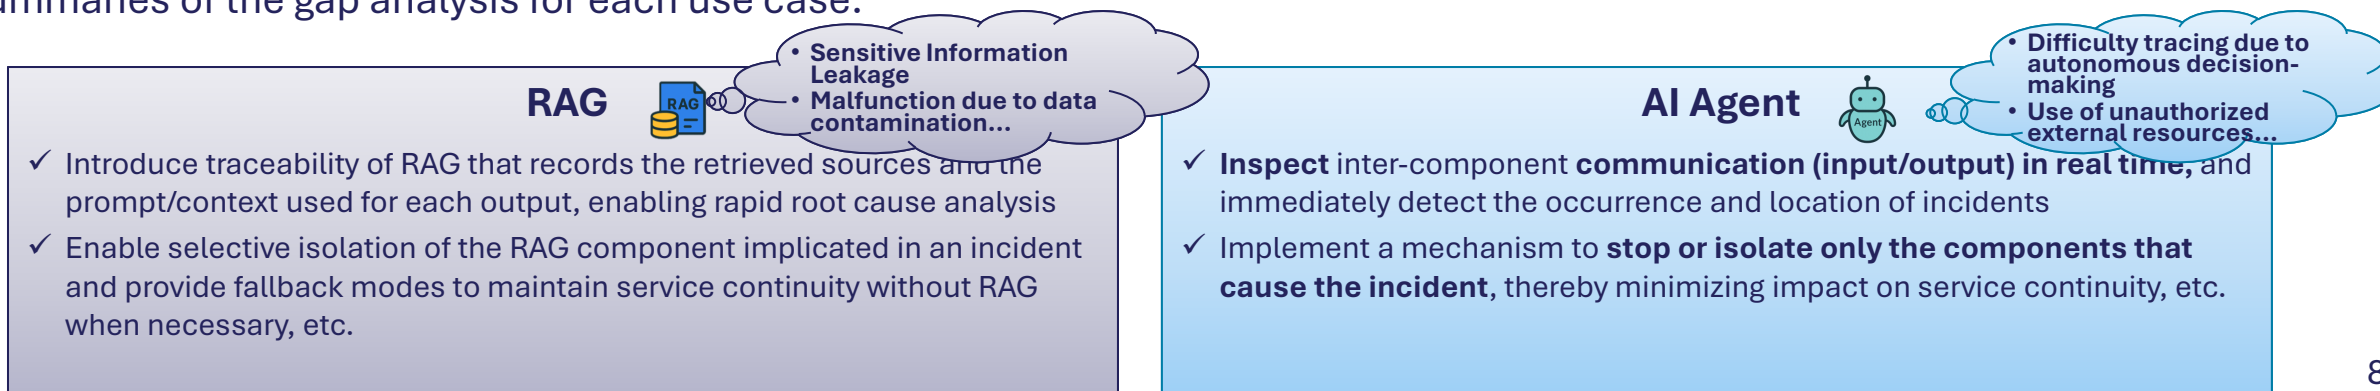 summaries of the gap analysis for each use case.
RAG
RAG
• Sensitive Information
Leakage
• Malfunction due to data
contamination...
✓ Introduce traceability of RAG that records the retrieved sources and the
prompt/context used for each output, enabling rapid root cause analysis
✓ Enable selective isolation of the RAG component implicated in an incident
and provide fallback modes to maintain service continuity without RAG
when necessary, etc.
AI Agent
Agent
• Difficulty tracing due to
autonomous decision-
making
• Use of unauthorized
external resources...
✓ Inspect inter-component communication (input/output) in real time, and
immediately detect the occurrence and location of incidents
✓ Implement a mechanism to stop or isolate only the components that
cause the incident, thereby minimizing impact on service continuity, etc.
8